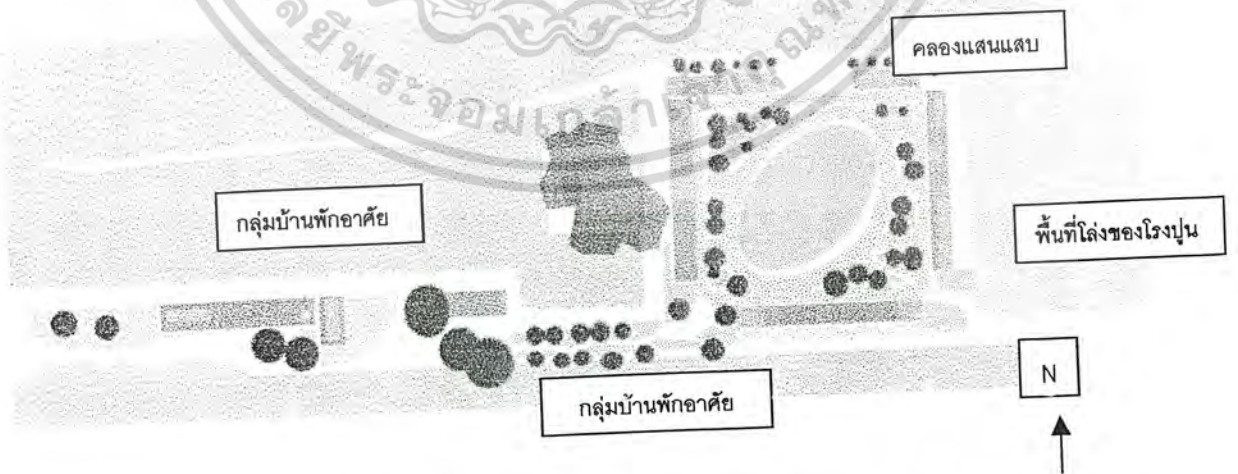 คลองแสนแสบ
กลุ่มบ้านพักอาศัย
พื้นที่โล่งของโรงปูน
กลุ่มบ้านพักอาศัย
N